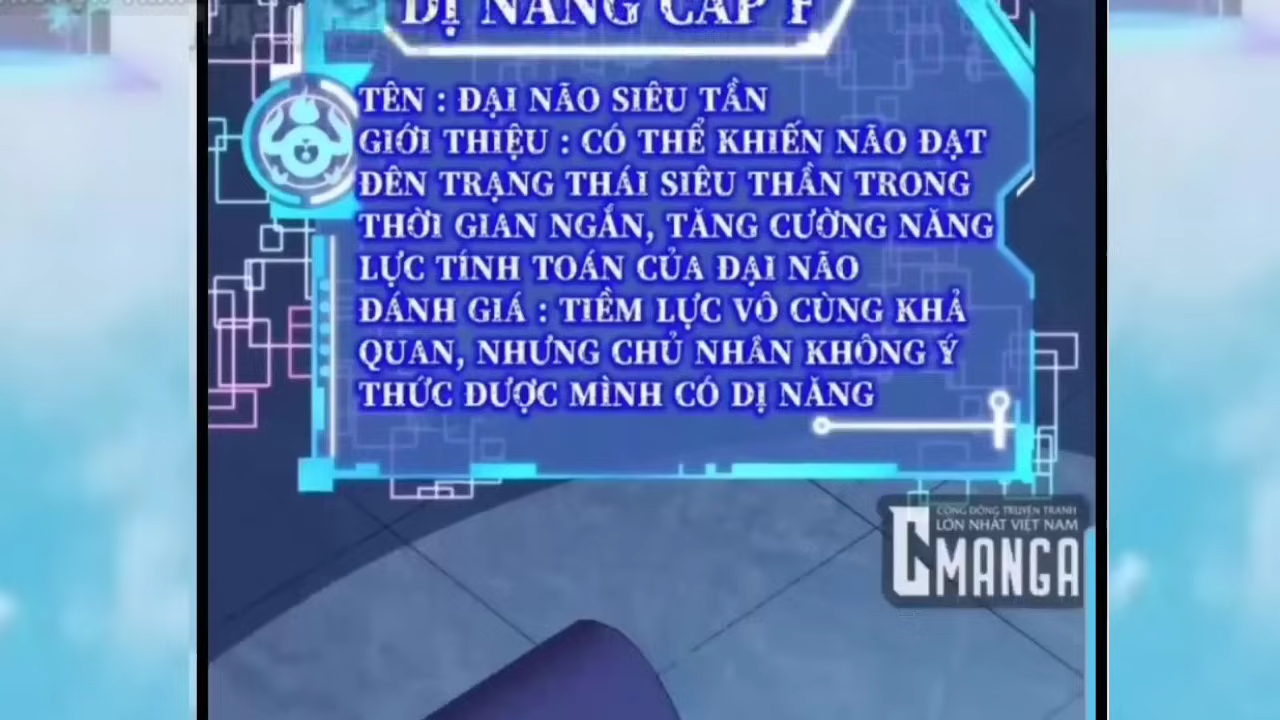 DỊ NĂNG CẤP F
TÊN : ĐẠI NÃO SIÊU TẦN
GIỚI THIỆU : CÓ THỂ KHIẾN NÃO ĐẠT
ĐẾN TRẠNG THÁI SIÊU THẦN TRONG
THỜI GIAN NGẮN, TĂNG CƯỜNG NĂNG
LỰC TÍNH TOÁN CỦA ĐẠI NÃO
ĐÁNH GIÁ : TIỀM LỰC VÔ CÙNG KHẢ
QUAN, NHƯNG CHỦ NHÂN KHÔNG Ý
THỨC ĐƯỢC MÌNH CÓ DỊ NĂNG
CỘNG ĐỒNG TRUYỆN TRANH
LỚN NHẤT VIỆT NAM
CMANGA